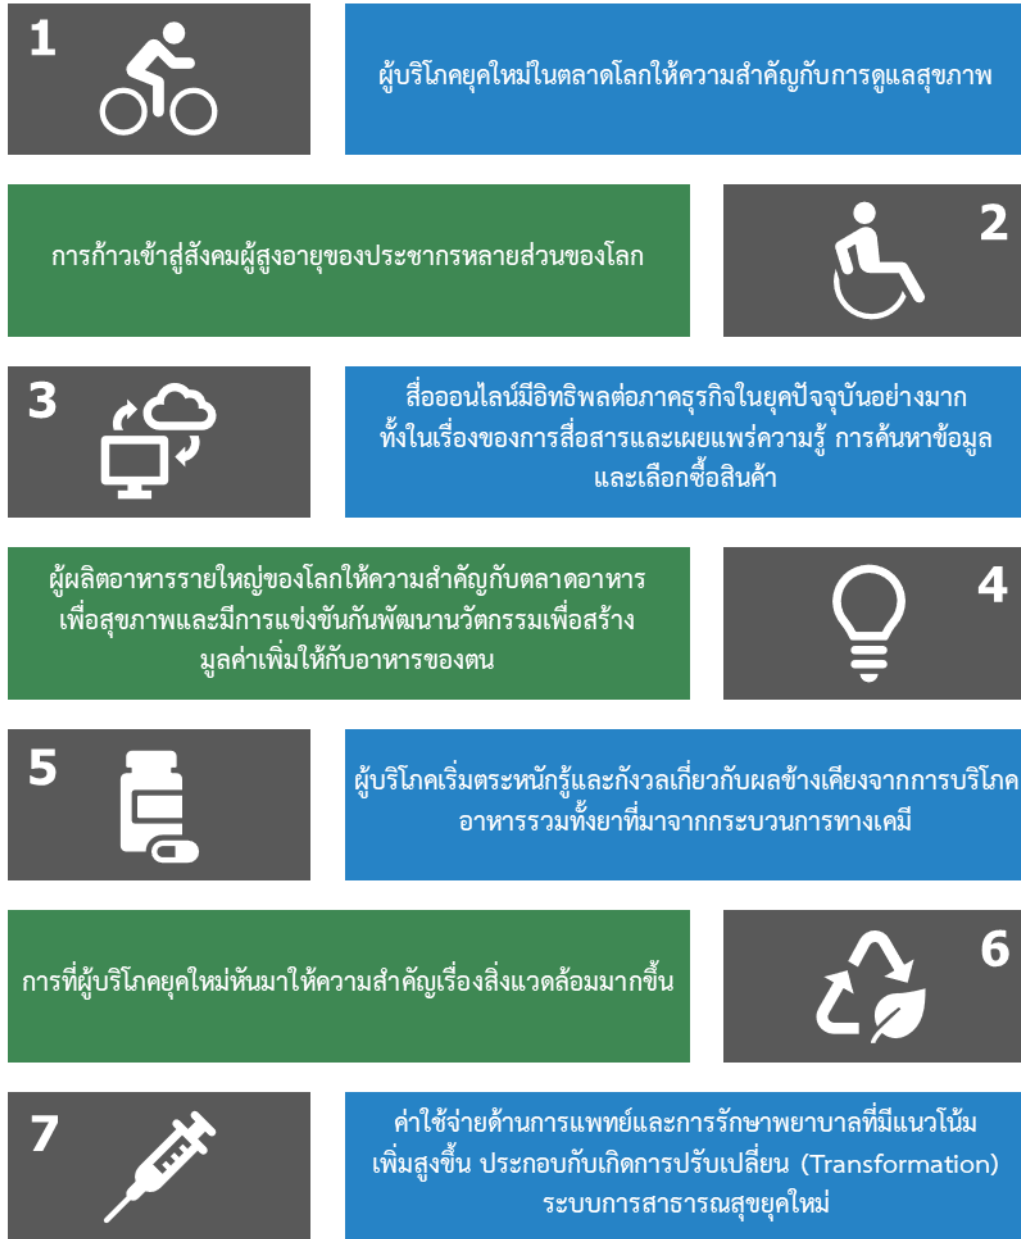 1
ผู้บริโภคยุคใหม่ในตลาดโลกให้ความสำคัญกับการดูแลสุขภาพ
การก้าวเข้าสู่สังคมผู้สูงอายุของประชากรหลายส่วนของโลก
2
3
สื่อออนไลน์มีอิทธิพลต่อภาคธุรกิจในยุคปัจจุบันอย่างมาก
ทั้งในเรื่องของการสื่อสารและเผยแพร่ความรู้ การค้นหาข้อมูล
และเลือกซื้อสินค้า
ผู้ผลิตอาหารรายใหญ่ของโลกให้ความสำคัญกับตลาดอาหาร
เพื่อสุขภาพและมีการแข่งขันกันพัฒนานวัตกรรมเพื่อสร้าง
มูลค่าเพิ่มให้กับอาหารของตน
4
5
ผู้บริโภคเริ่มตระหนักรู้และกังวลเกี่ยวกับผลข้างเคียงจากการบริโภค
อาหารรวมทั้งยาที่มาจากกระบวนการทางเคมี
การที่ผู้บริโภคยุคใหม่หันมาให้ความสำคัญเรื่องสิ่งแวดล้อมมากขึ้น
6
7
ค่าใช้จ่ายด้านการแพทย์และการรักษาพยาบาลที่มีแนวโน้ม
เพิ่มสูงขึ้น ประกอบกับเกิดการปรับเปลี่ยน (Transformation)
ระบบการสาธารณสุขยุคใหม่